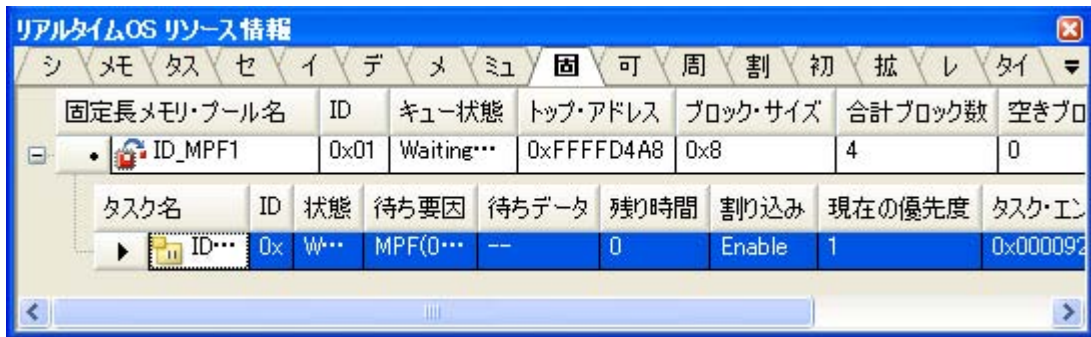 リアルタイムOS リソース情報
シ メモ タス セ イ デ メ ミュ 固 可 周 割 初 拡 レ タイ
固定長メモリ・プール名 ID キュー状態 トップ・アドレス ブロック・サイズ 合計ブロック数 空きブロ
ID_MPF1 0x01 Waiting… 0xFFFFD4A8 0x8 4 0
タスク名 ID 状態 待ち要因 待ちデータ 残り時間 割り込み 現在の優先度 タスク・エン
ID… 0x W… MPF(0… -- 0 Enable 1 0x000092